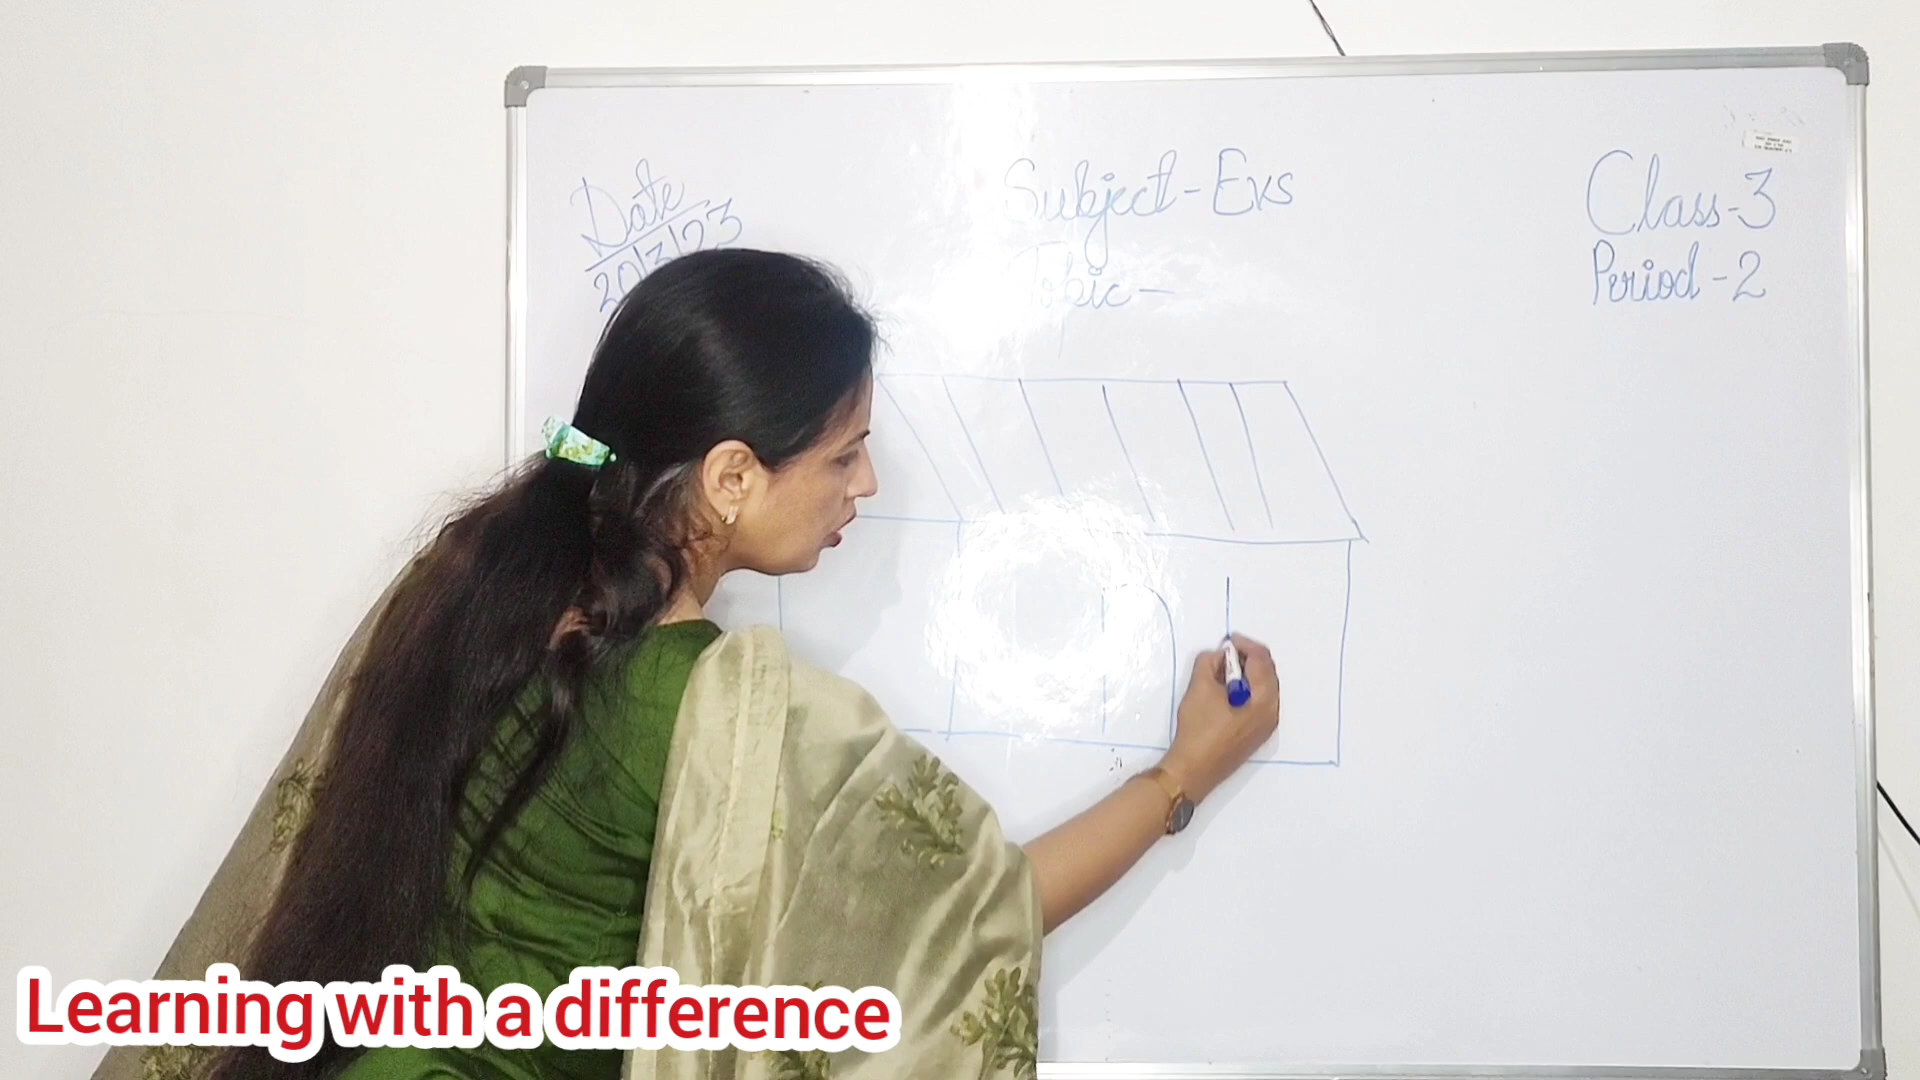 Date
20/3/23
Subject-Evs
Topic-
Class-3
Period-2
Learning with a difference